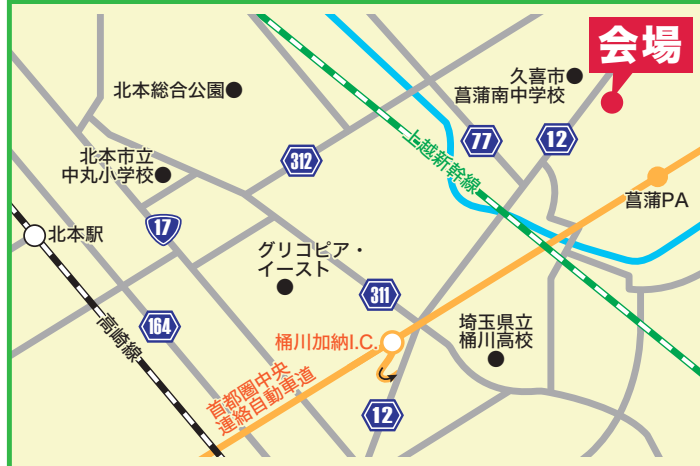 会場
久喜市
菖蒲南中学校
北本総合公園
77
12
312
上越新幹線
北本市立
中丸小学校
菖蒲PA
17
北本駅
グリコピア・
イースト
311
164
高崎線
桶川加納I.C.
埼玉県立
桶川高校
首都圏中央
連絡自動車道
12